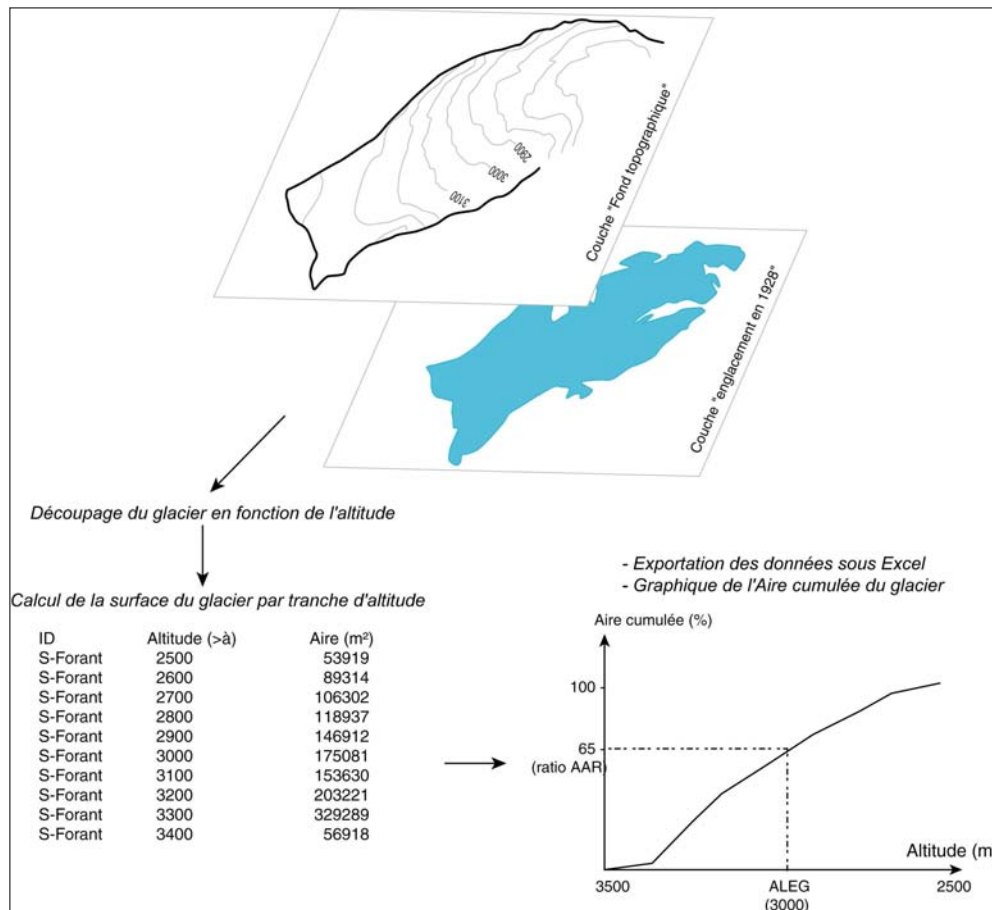 2900
3000
3100
Couche "Fond topographique"
Couche "englacement en 1928"
Découpage du glacier en fonction de l'altitude
Calcul de la surface du glacier par tranche d'altitude
ID Altitude (>à) Aire (m²)
S-Forant 2500 53919
S-Forant 2600 89314
S-Forant 2700 106302
S-Forant 2800 118937
S-Forant 2900 146912
S-Forant 3000 175081
S-Forant 3100 153630
S-Forant 3200 203221
S-Forant 3300 329289
S-Forant 3400 56918
- Exportation des données sous Excel
- Graphique de l'Aire cumulée du glacier
Aire cumulée (%)
100
65
(ratio AAR)
Altitude (m
3500 ALEG 2500
(3000)